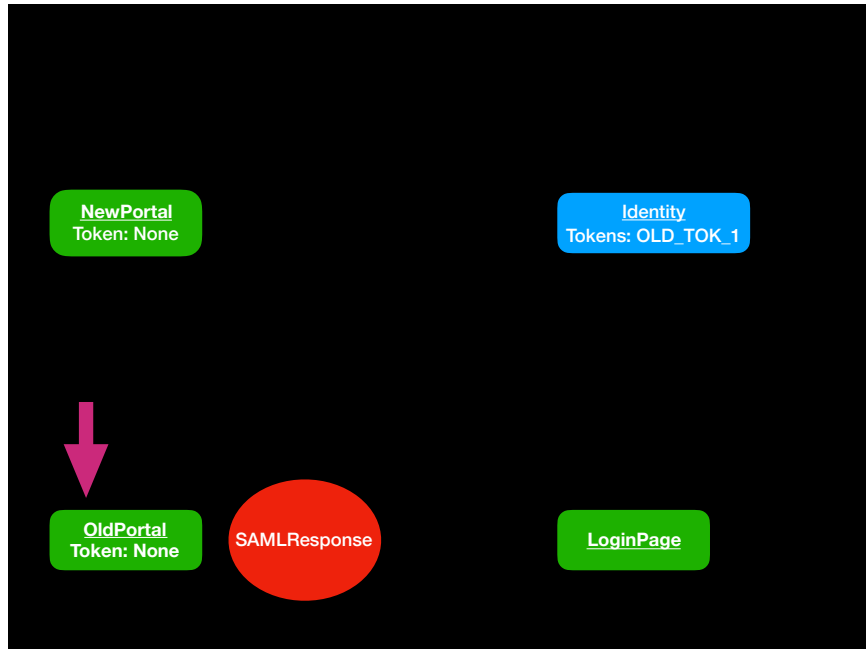 NewPortal
Token: None
Identity
Tokens: OLD_TOK_1
OldPortal
Token: None
SAMLResponse
LoginPage